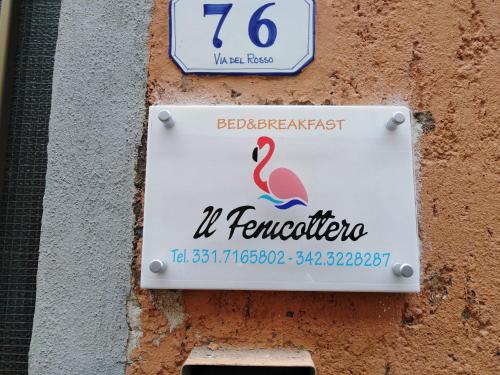 76
VIA DEL ROSSO
BED&BREAKFAST
Il Fenicottero
Tel. 331.7165802 - 342.3228287